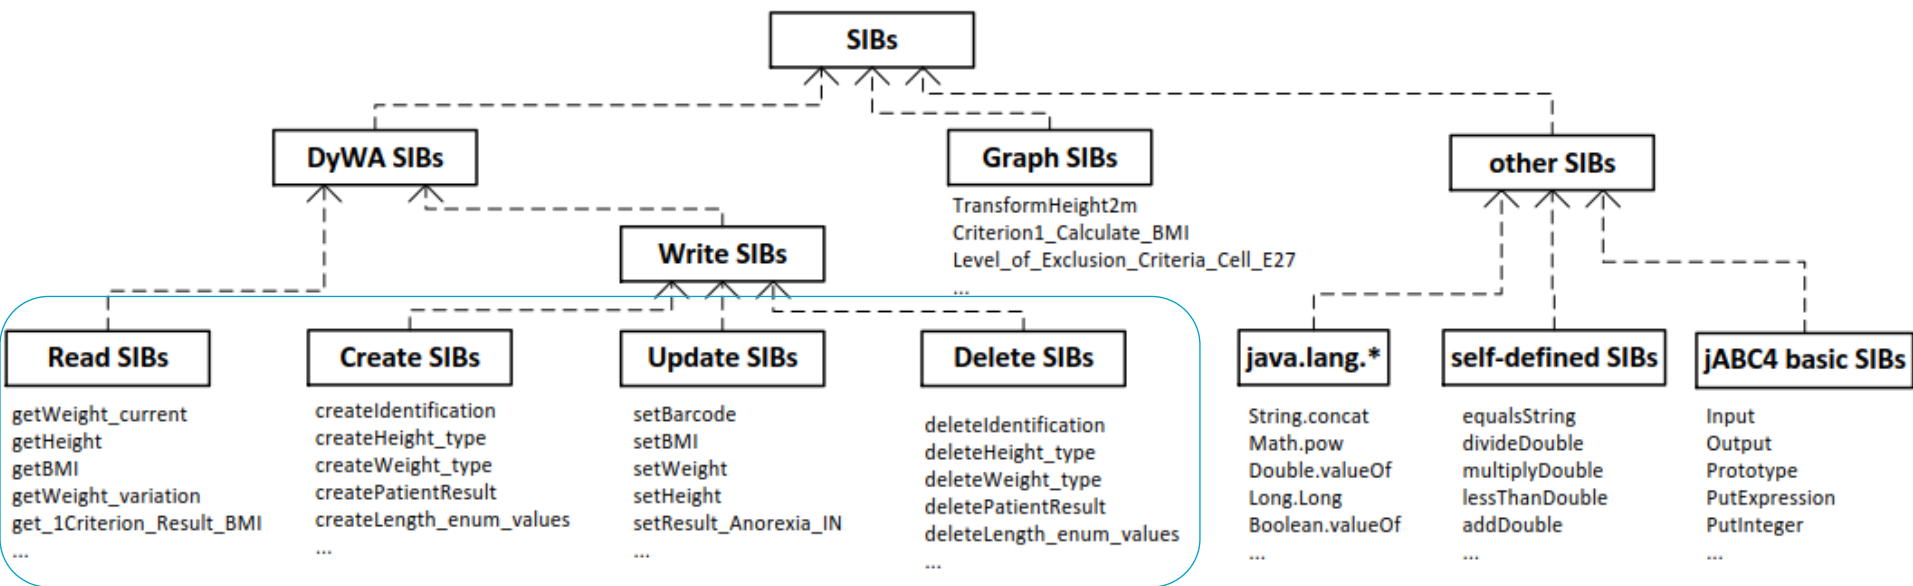 SIBs
DyWA SIBs
Graph SIBs
TransformHeight2m
Criterion1_Calculate_BMI
Level_of_Exclusion_Criteria_Cell_E27
...
other SIBs
Write SIBs
Read SIBs
getWeight_current
getHeight
getBMI
getWeight_variation
get_1Criterion_Result_BMI
...
Create SIBs
createIdentification
createHeight_type
createWeight_type
createPatientResult
createLength_enum_values
...
Update SIBs
setBarcode
setBMI
setWeight
setHeight
setResult_Anorexia_IN
...
Delete SIBs
deleteIdentification
deleteHeight_type
deleteWeight_type
deletePatientResult
deleteLength_enum_values
...
java.lang.*
String.concat
Math.pow
Double.valueOf
Long.Long
Boolean.valueOf
...
self-defined SIBs
equalsString
divideDouble
multiplyDouble
lessThanDouble
addDouble
...
jABC4 basic SIBs
Input
Output
Prototype
PutExpression
PutInteger
...